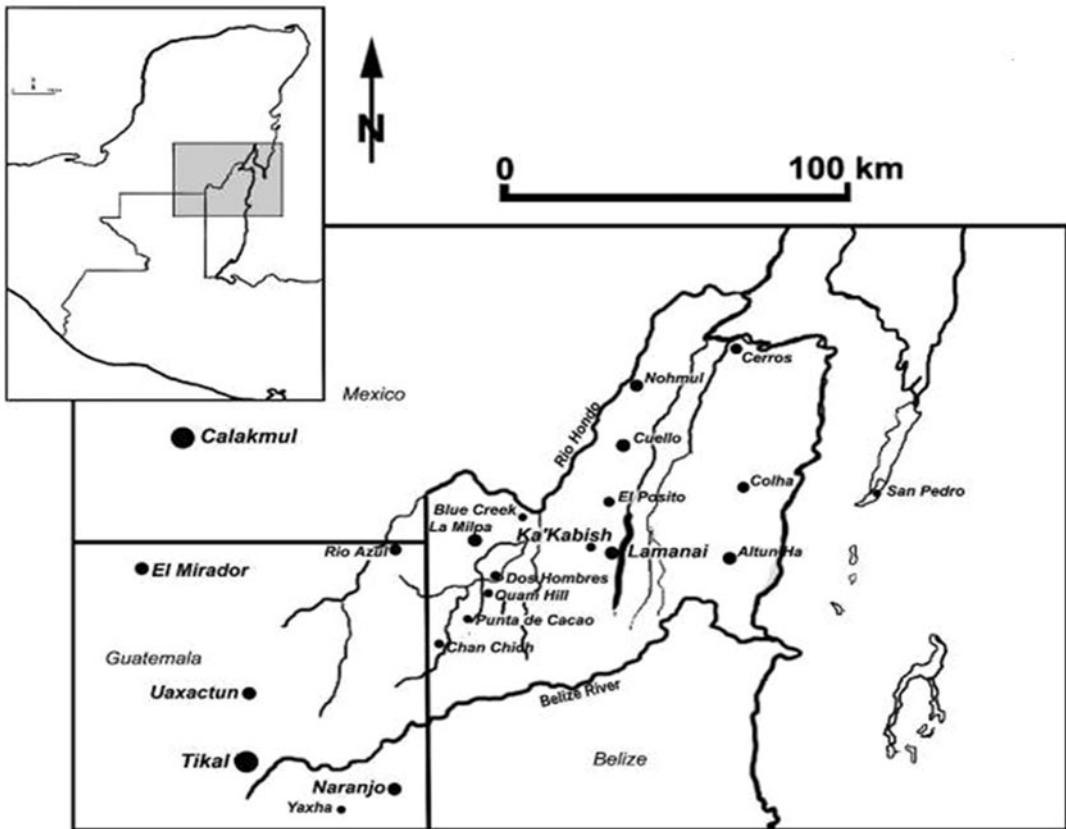 N
0 100 km
Mexico
Calakmul
Rio Hondo
Nohmul
Cerros
Cuello
El Posito
Colha
San Pedro
Blue Creek
La Milpa
Ka'Kabish
Lamanai
Altun Ha
Rio Azul
El Mirador
Dos Hombres
Quam Hill
Punta de Cacao
Chan Chich
Guatemala
Uaxactun
Belize River
Tikal
Belize
Naranjo
Yaxha